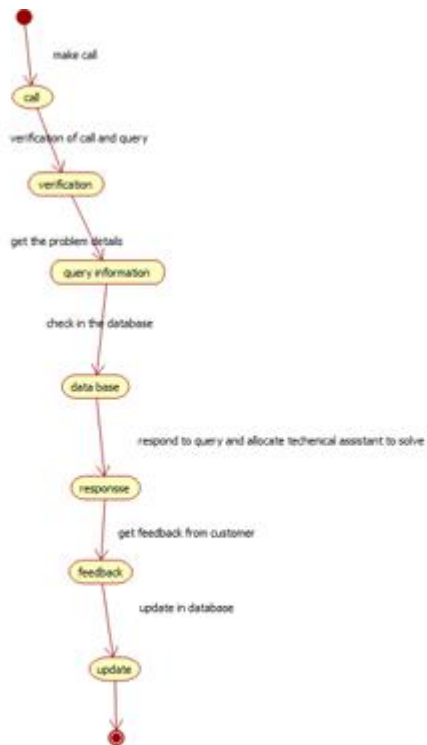 make call
call
verification of call and query
verification
get the problem details
query information
check in the database
data base
respond to query and allocate techerical assistant to solve
responsse
get feedback from customer
feedback
update in database
update